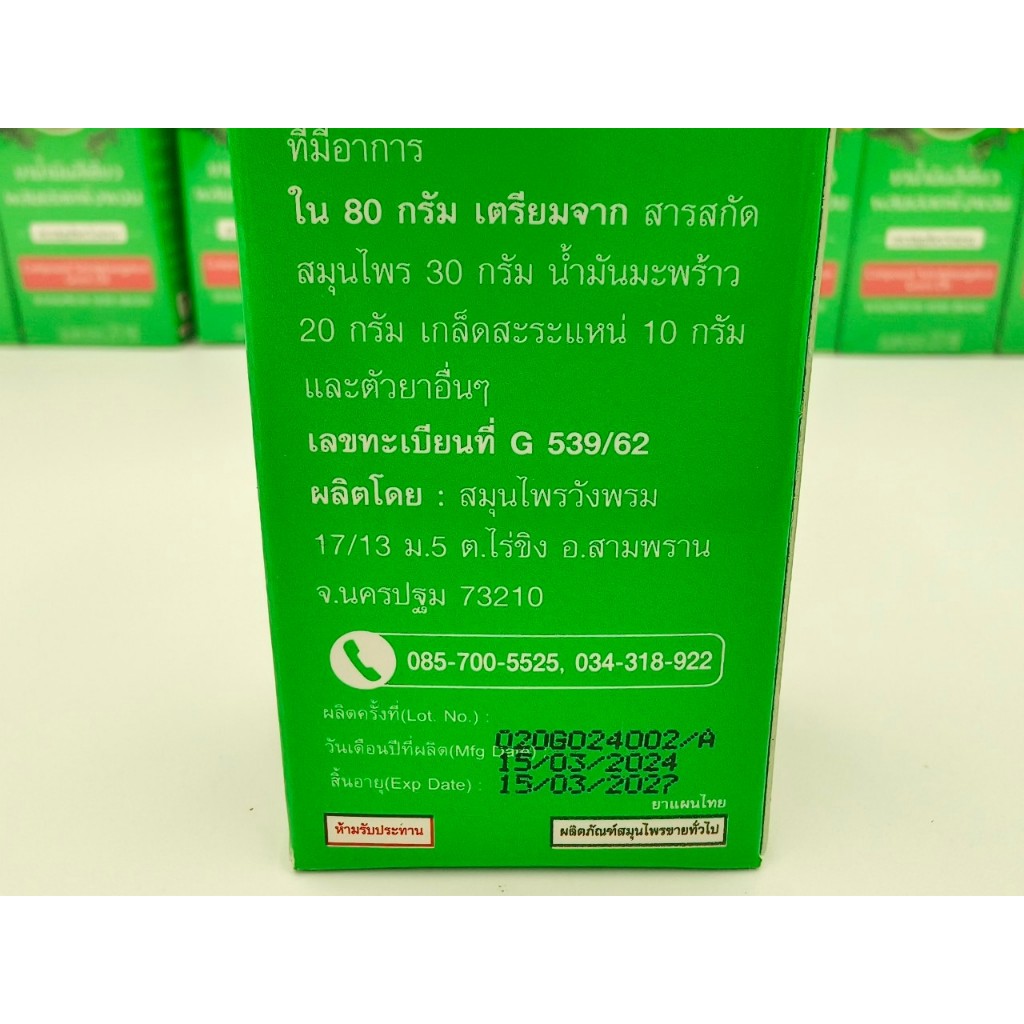 ที่มีอาการ
ใน 80 กรัม เตรียมจาก สารสกัด
สมุนไพร 30 กรัม น้ำมันมะพร้าว
20 กรัม เกล็ดสะระแหน่ 10 กรัม
และตัวยาอื่นๆ
เลขทะเบียนที่ G 539/62
ผลิตโดย : สมุนไพรวังพรม
17/13 ม.5 ต.ไร่ขิง อ.สามพราน
จ.นครปฐม 73210
085-700-5525, 034-318-922
ผลิตครั้งที่(Lot. No.) : 020G024002/A
วันเดือนปีที่ผลิต(Mfg Date) : 15/03/2024
สิ้นอายุ(Exp Date) : 15/03/2027
ยาแผนไทย
ห้ามรับประทาน
ผลิตภัณฑ์สมุนไพรขายทั่วไป